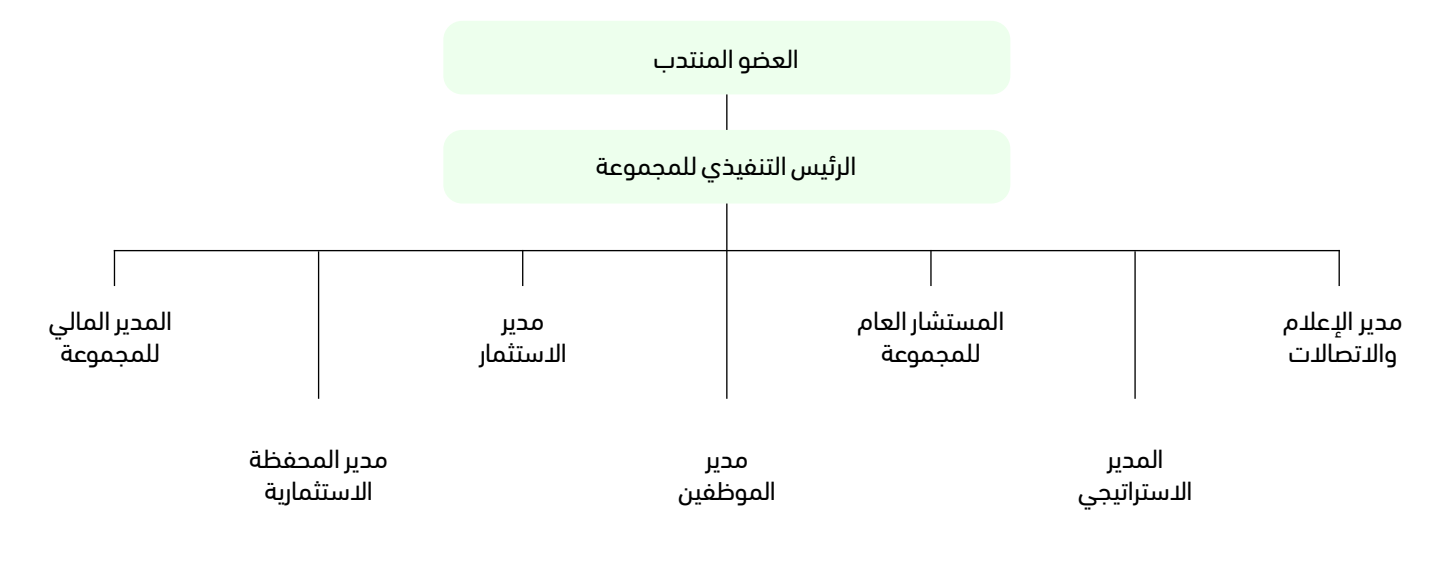 العضو المنتدب
الرئيس التنفيذي للمجموعة
مدير الإعلام
والاتصالات
المستشار العام
للمجموعة
مدير
الاستثمار
المدير المالي
للمجموعة
المدير
الاستراتيجي
مدير
الموظفين
مدير المحفظة
الاستثمارية